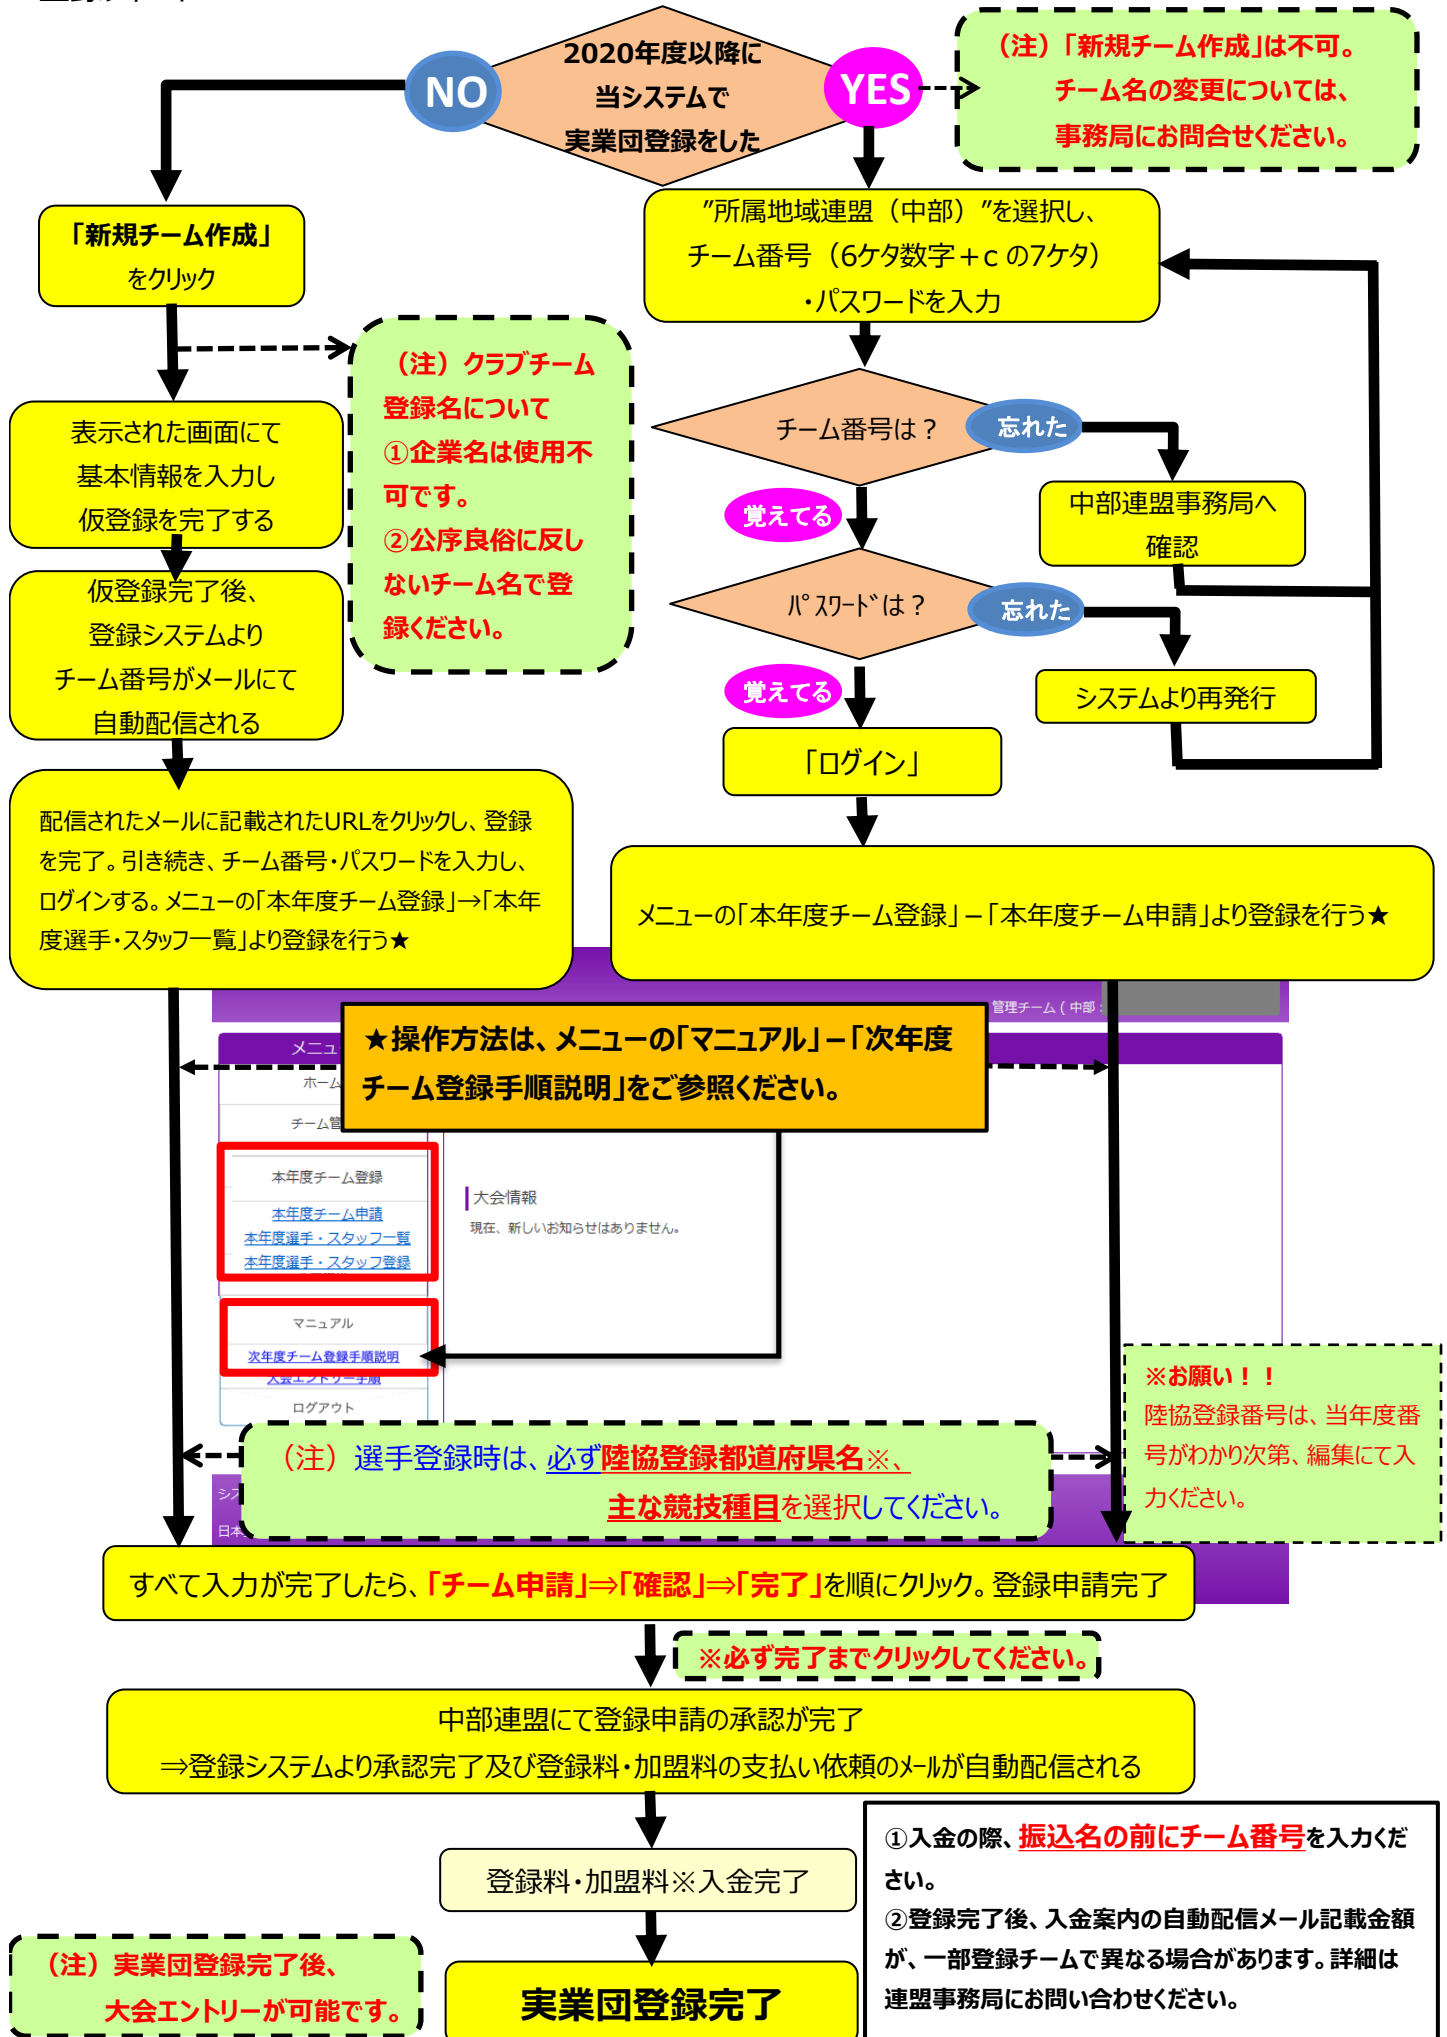 2020年度以降に
当システムで
実業団登録をした
NO
YES
（注）「新規チーム作成」は不可。
チーム名の変更については、
事務局にお問合せください。
「新規チーム作成」
をクリック
”所属地域連盟（中部）”を選択し、
チーム番号（6ケタ数字＋c の7ケタ）
・パスワードを入力
（注）クラブチーム
登録名について
①企業名は使用不
可です。
②公序良俗に反し
ないチーム名で登
録ください。
表示された画面にて
基本情報を入力し
仮登録を完了する
チーム番号は？
忘れた
覚えてる
中部連盟事務局へ
確認
仮登録完了後、
登録システムより
チーム番号がメールにて
自動配信される
ﾊﾟｽﾜｰﾄﾞは？
忘れた
覚えてる
システムより再発行
「ログイン」
配信されたメールに記載されたURLをクリックし、登録
を完了。引き続き、チーム番号・パスワードを入力し、
ログインする。メニューの「本年度チーム登録」→「本年
度選手・スタッフ一覧」より登録を行う★
メニューの「本年度チーム登録」－「本年度チーム申請」より登録を行う★
管理チーム ( 中部 :
★操作方法は、メニューの「マニュアル」－「次年度
チーム登録手順説明」をご参照ください。
メニュ
ホーム
チーム管
本年度チーム登録
本年度チーム申請
本年度選手・スタッフ一覧
本年度選手・スタッフ登録
大会情報
現在、新しいお知らせはありません。
マニュアル
次年度チーム登録手順説明
大会エントリー手順
ログアウト
※お願い！！
陸協登録番号は、当年度番
号がわかり次第、編集にて入
力ください。
（注）選手登録時は、必ず陸協登録都道府県名※、
主な競技種目を選択してください。
シス
日本
すべて入力が完了したら、「チーム申請」⇒「確認」⇒「完了」を順にクリック。登録申請完了
※必ず完了までクリックしてください。
中部連盟にて登録申請の承認が完了
⇒登録システムより承認完了及び登録料・加盟料の支払い依頼のﾒｰﾙが自動配信される
登録料・加盟料※入金完了
①入金の際、振込名の前にチーム番号を入力くだ
さい。
②登録完了後、入金案内の自動配信メール記載金額
が、一部登録チームで異なる場合があります。詳細は
連盟事務局にお問い合わせください。
（注）実業団登録完了後、
大会エントリーが可能です。
実業団登録完了